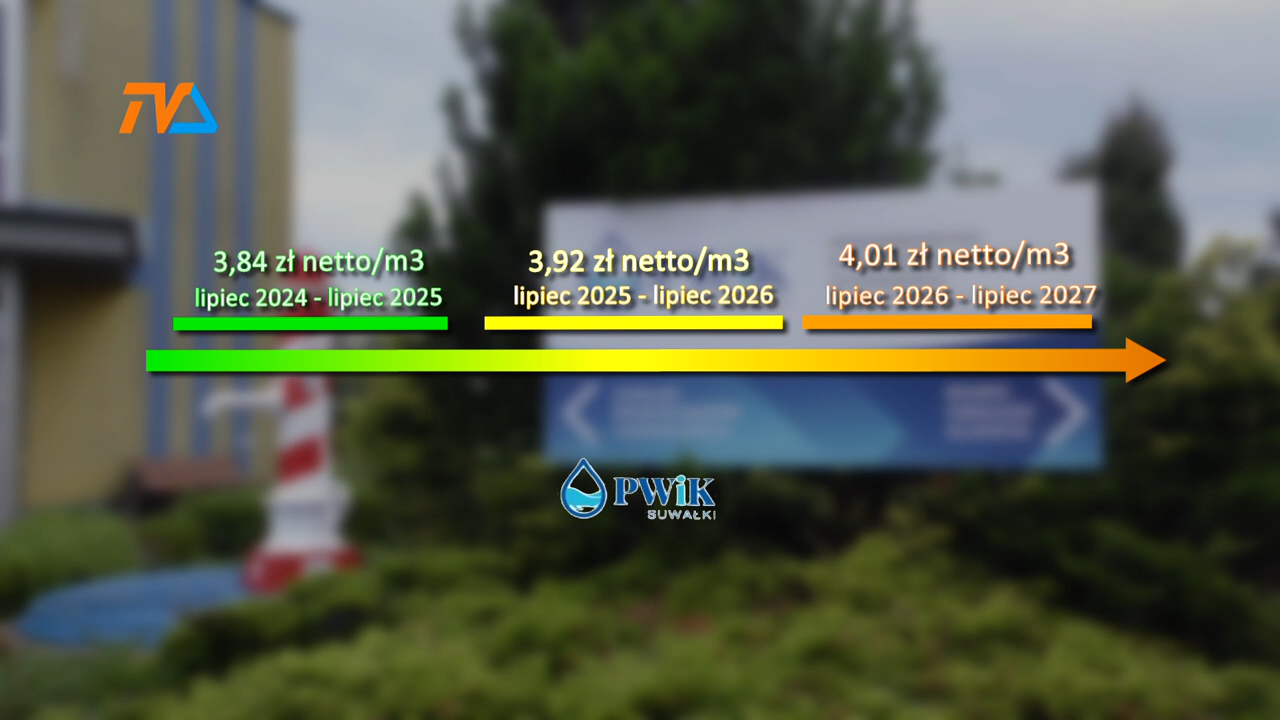 TVS
3,84 zł netto/m3
lipiec 2024 - lipiec 2025
3,92 zł netto/m3
lipiec 2025 - lipiec 2026
4,01 zł netto/m3
lipiec 2026 - lipiec 2027
PWiK
SUWAŁKI